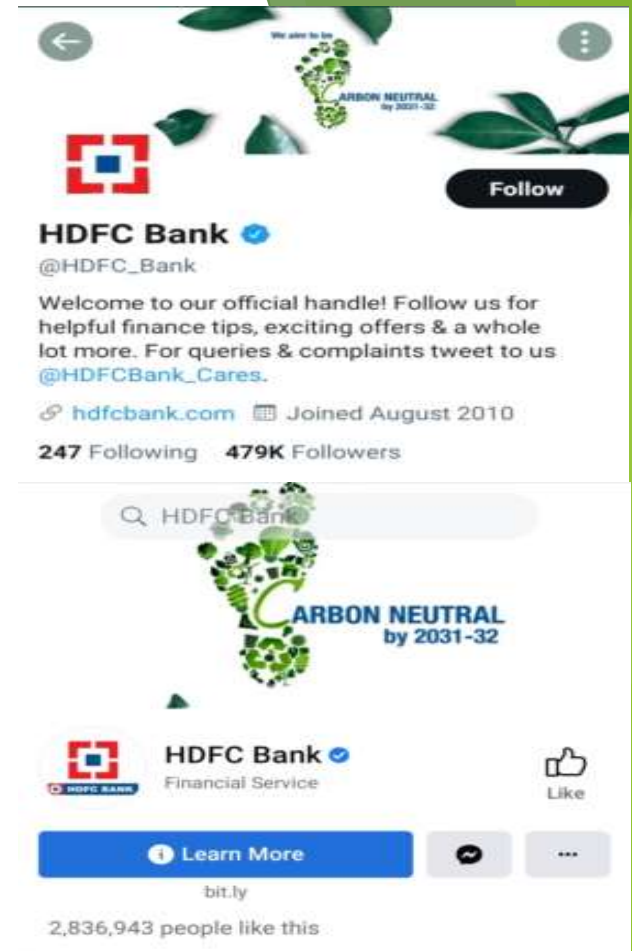 We aim to be
CARBON NEUTRAL
by 2031-32
Follow
HDFC Bank
@HDFC_Bank
Welcome to our official handle! Follow us for
helpful finance tips, exciting offers & a whole
lot more. For queries & complaints tweet to us
@HDFCBank_Cares.
hdfcbank.com Joined August 2010
247 Following 479K Followers
HDFC Bank
CARBON NEUTRAL
by 2031-32
HDFC Bank
Financial Service
HDFC BANK
Like
Learn More
bit.ly
2,836,943 people like this